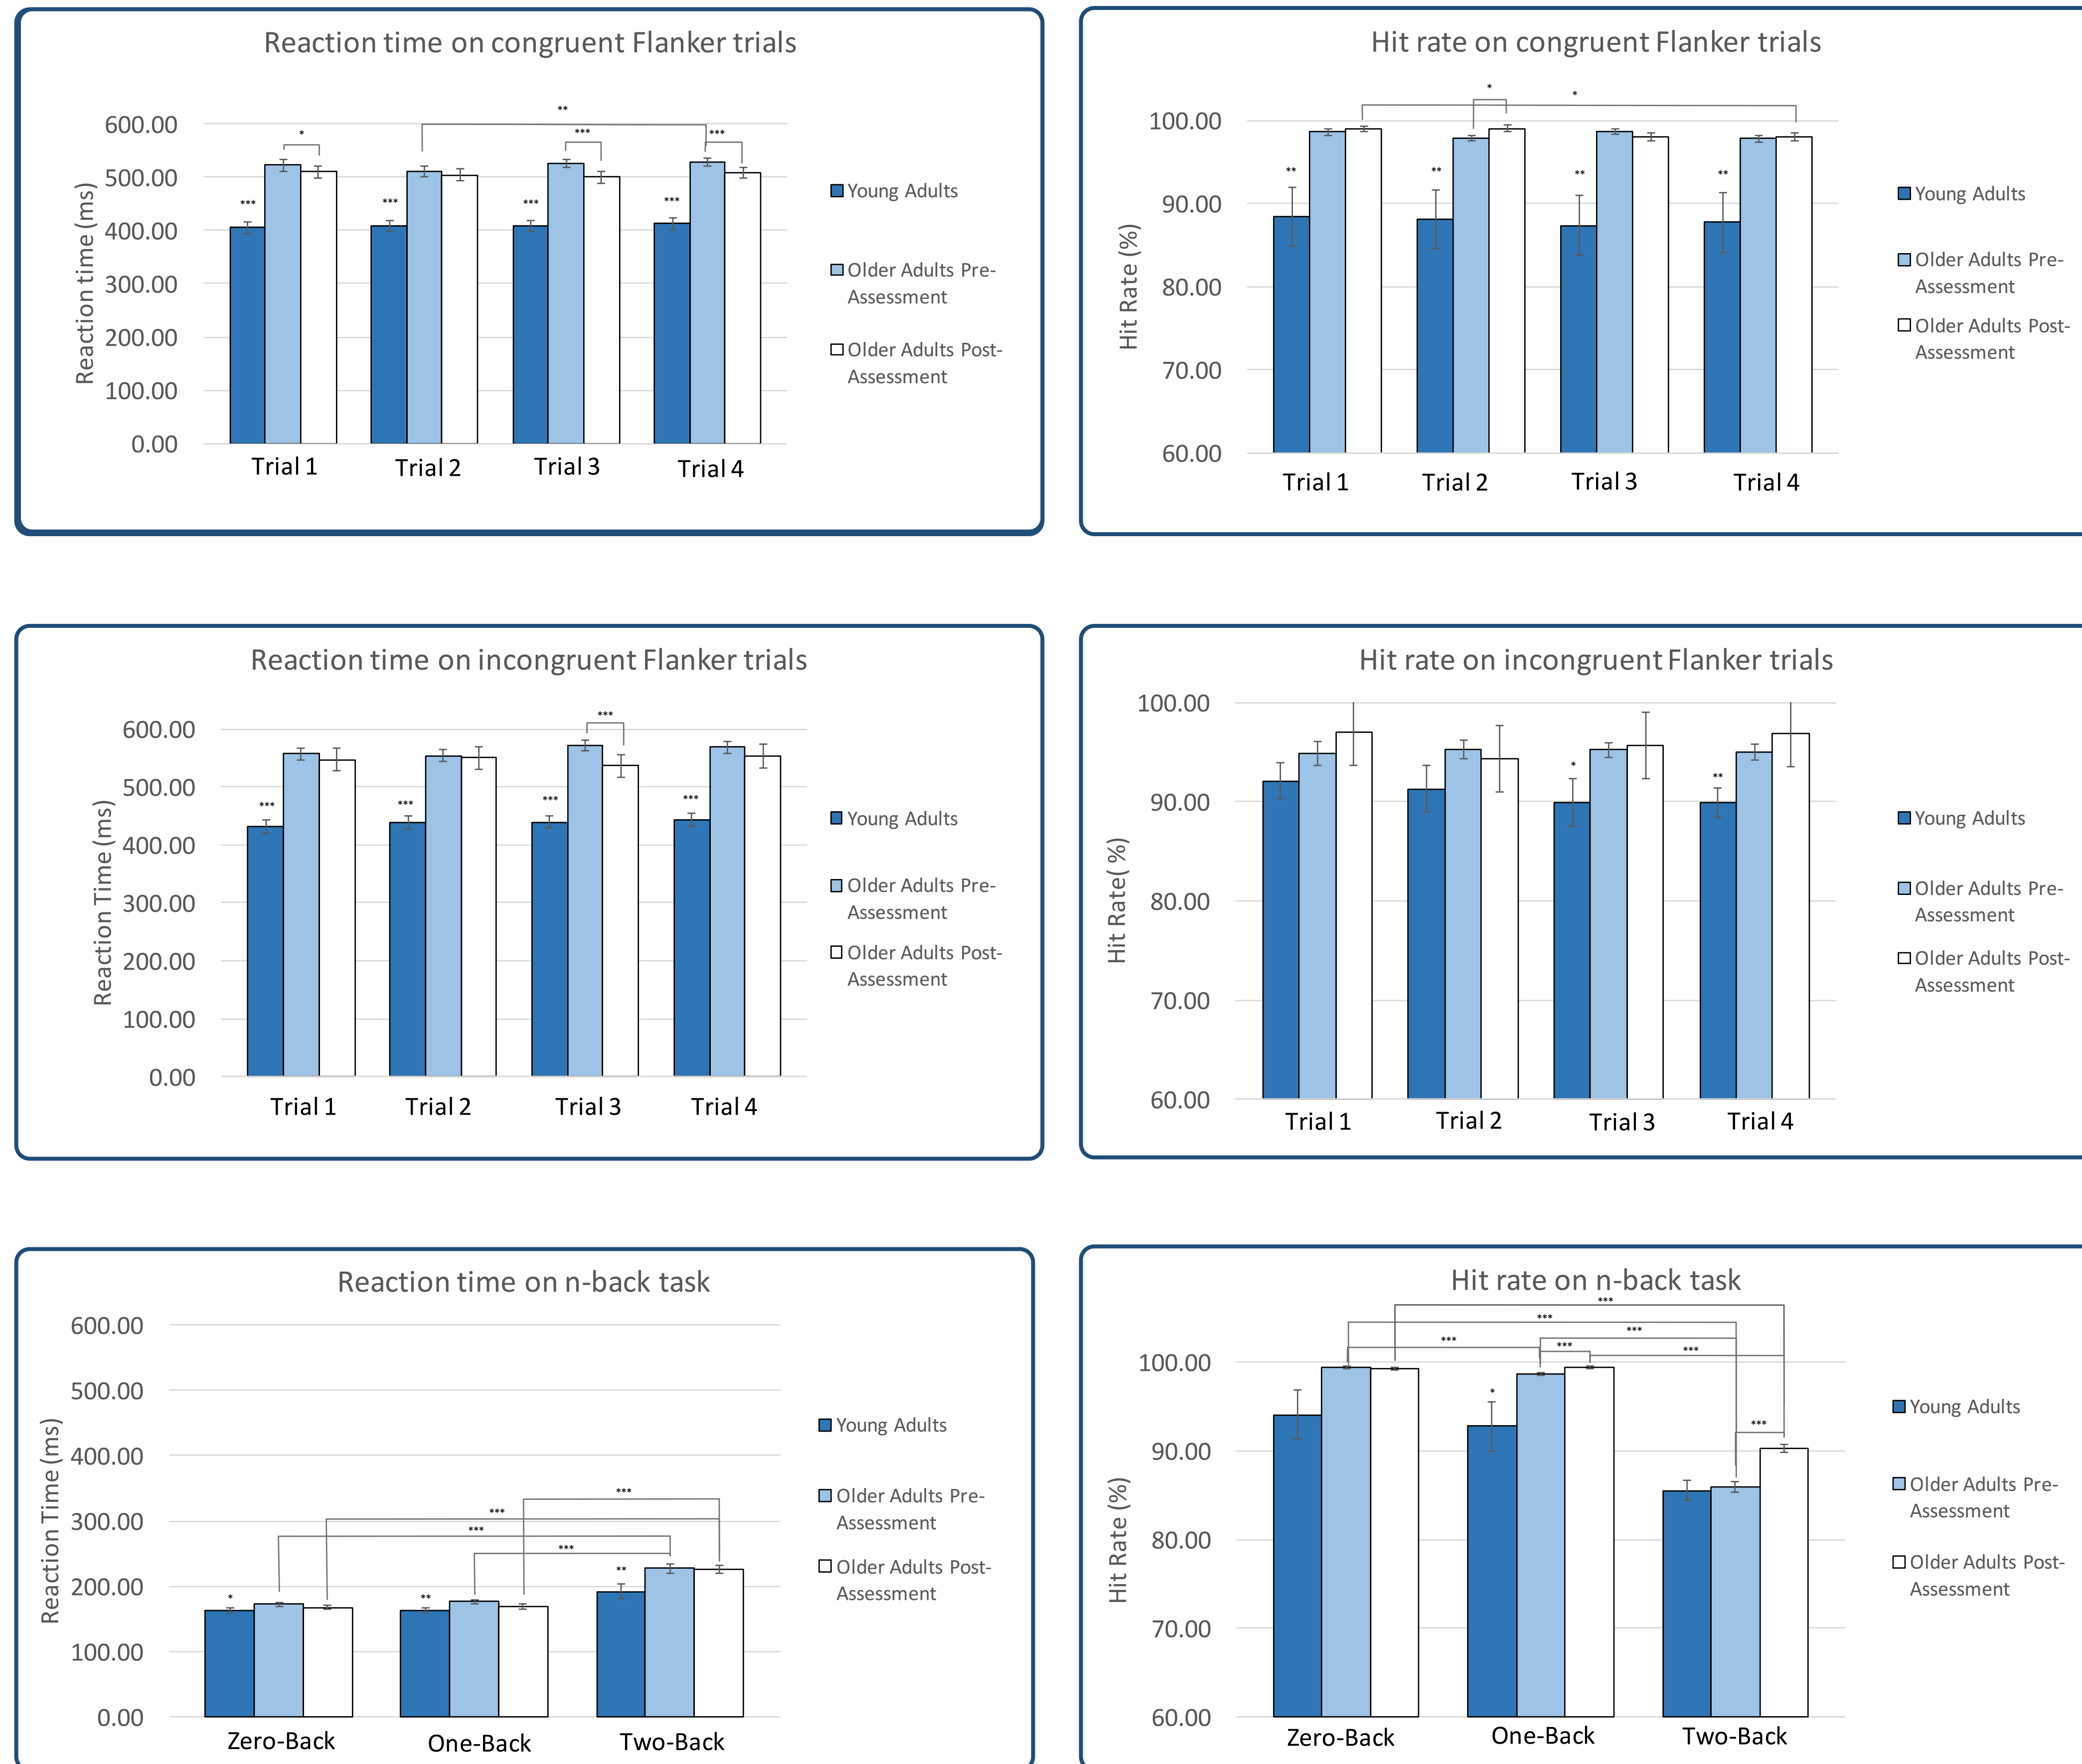 Reaction time on congruent Flanker trials
**
*
***
***
***
***
***
***
600.00
500.00
400.00
300.00
200.00
100.00
0.00
Reaction time (ms)
Trial 1
Trial 2
Trial 3
Trial 4
Young Adults
Older Adults Pre-
Assessment
Older Adults Post-
Assessment
Hit rate on congruent Flanker trials
*
*
**
**
**
**
100.00
90.00
80.00
70.00
60.00
Hit Rate (%)
Trial 1
Trial 2
Trial 3
Trial 4
Young Adults
Older Adults Pre-
Assessment
Older Adults Post-
Assessment
Reaction time on incongruent Flanker trials
***
***
***
***
***
600.00
500.00
400.00
300.00
200.00
100.00
0.00
Reaction Time (ms)
Trial 1
Trial 2
Trial 3
Trial 4
Young Adults
Older Adults Pre-
Assessment
Older Adults Post-
Assessment
Hit rate on incongruent Flanker trials
*
**
100.00
90.00
80.00
70.00
60.00
Hit Rate( %)
Trial 1
Trial 2
Trial 3
Trial 4
Young Adults
Older Adults Pre-
Assessment
Older Adults Post-
Assessment
Reaction time on n-back task
***
***
***
***
*
**
**
600.00
500.00
400.00
300.00
200.00
100.00
0.00
Reaction Time (ms)
Zero-Back
One-Back
Two-Back
Young Adults
Older Adults Pre-
Assessment
Older Adults Post-
Assessment
Hit rate on n-back task
***
***
***
***
***
***
*
***
100.00
90.00
80.00
70.00
60.00
Hit Rate (%)
Zero-Back
One-Back
Two-Back
Young Adults
Older Adults Pre-
Assessment
Older Adults Post-
Assessment